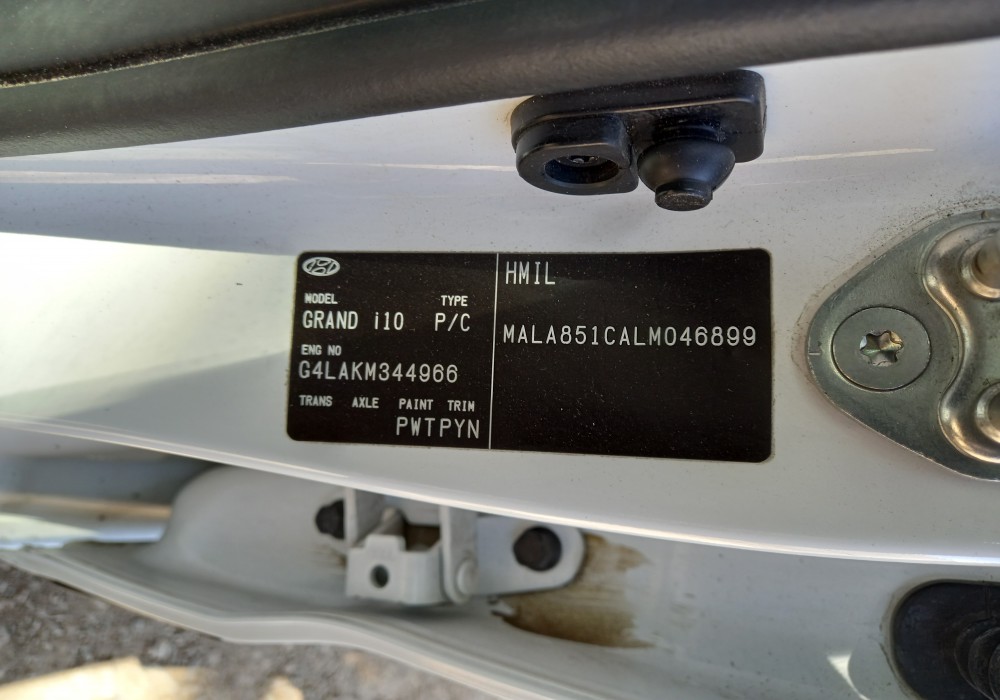 MODEL TYPE
GRAND i10 P/C
ENG NO
G4LAKM344966
TRANS AXLE PAINT TRIM
PWTPYN
HMIL
MALA851CALM046899